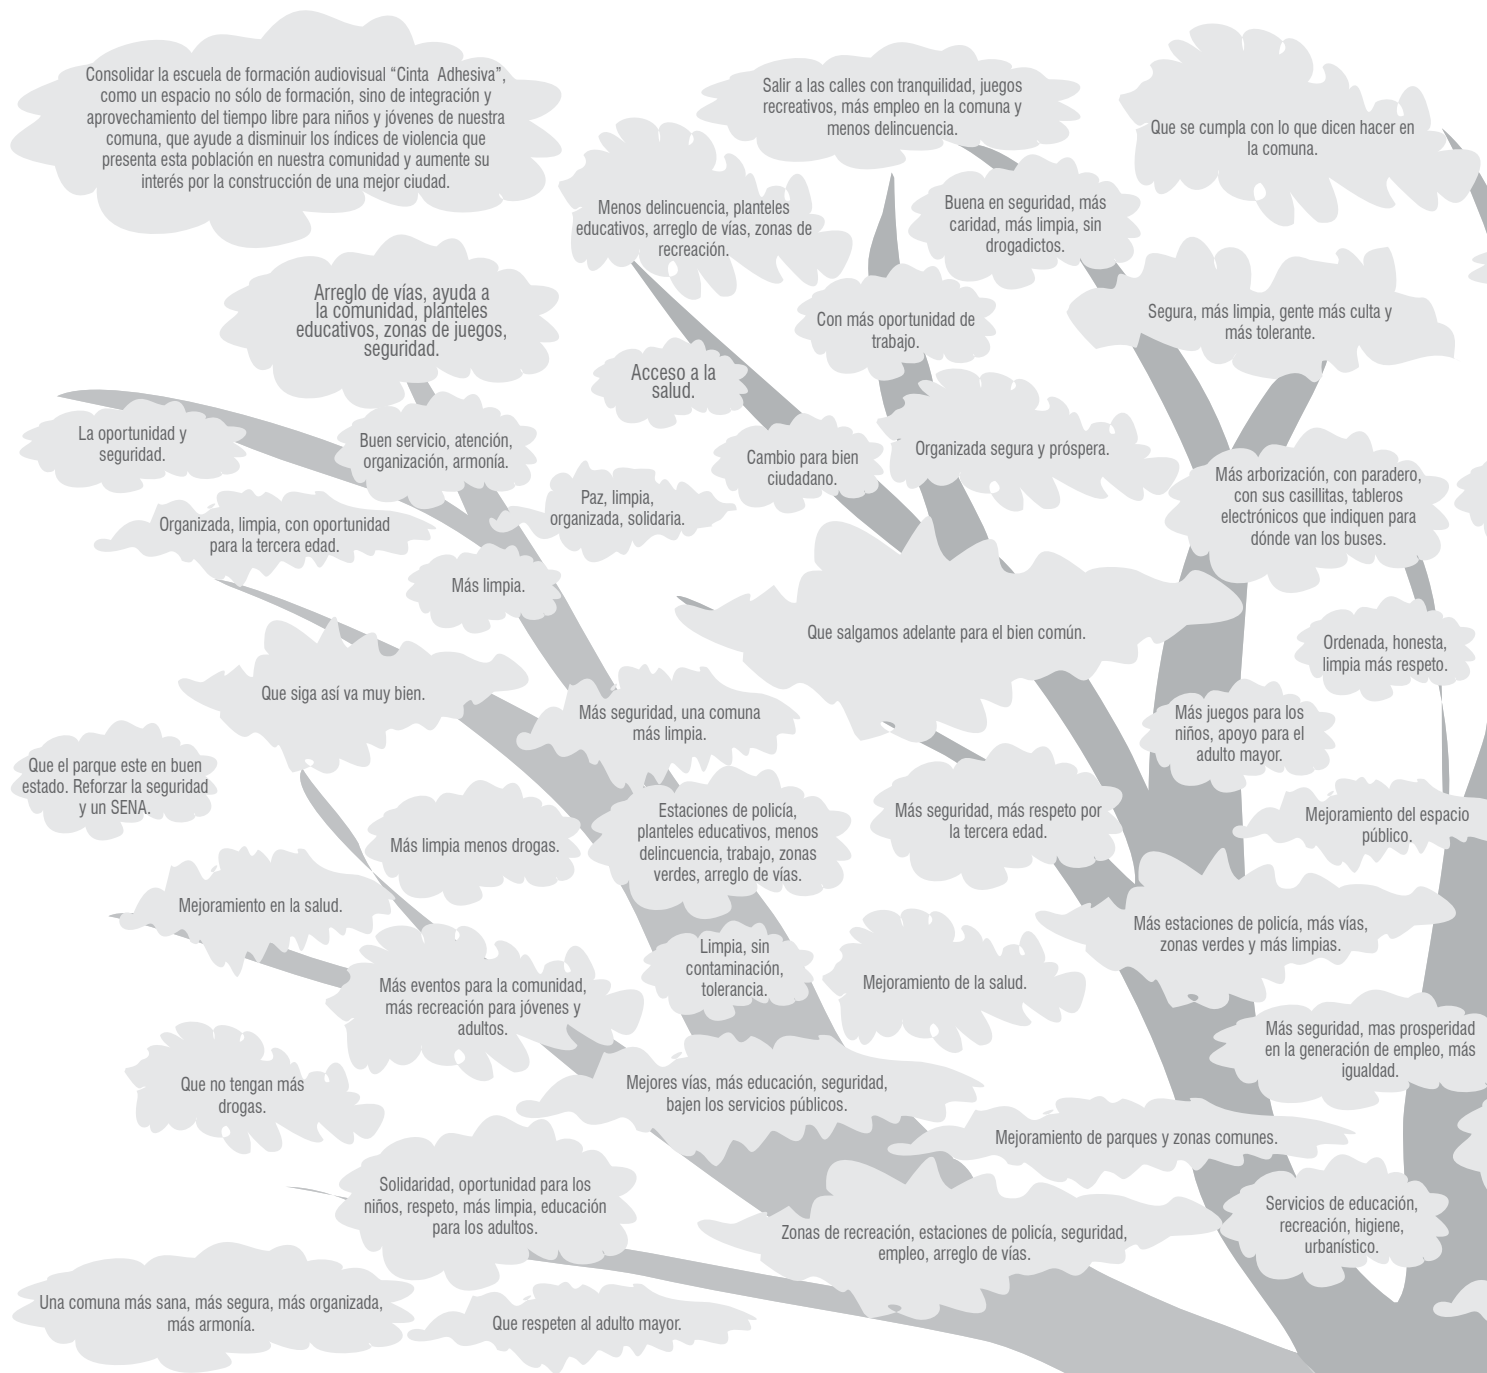 Consolidar la escuela de formación audiovisual “Cinta Adhesiva”,
como un espacio no sólo de formación, sino de integración y
aprovechamiento del tiempo libre para niños y jóvenes de nuestra
comuna, que ayude a disminuir los índices de violencia que
presenta esta población en nuestra comunidad y aumente su
interés por la construcción de una mejor ciudad.
Salir a las calles con tranquilidad, juegos
recreativos, más empleo en la comuna y
menos delincuencia.
Que se cumpla con lo que dicen hacer en
la comuna.
Menos delincuencia, planteles
educativos, arreglo de vías, zonas de
recreación.
Buena en seguridad, más
caridad, más limpia, sin
drogadictos.
Arreglo de vías, ayuda a
la comunidad, planteles
educativos, zonas de juegos,
seguridad.
Con más oportunidad de
trabajo.
Segura, más limpia, gente más culta y
más tolerante.
Acceso a la
salud.
La oportunidad y
seguridad.
Buen servicio, atención,
organización, armonía.
Cambio para bien
ciudadano.
Organizada segura y próspera.
Más arborización, con paradero,
con sus casillitas, tableros
electrónicos que indiquen para
dónde van los buses.
Organizada, limpia, con oportunidad
para la tercera edad.
Paz, limpia,
organizada, solidaria.
Más limpia.
Que salgamos adelante para el bien común.
Ordenada, honesta,
limpia más respeto.
Que siga así va muy bien.
Más seguridad, una comuna
más limpia.
Más juegos para los
niños, apoyo para el
adulto mayor.
Que el parque este en buen
estado. Reforzar la seguridad
y un SENA.
Más limpia menos drogas.
Estaciones de policía,
planteles educativos, menos
delincuencia, trabajo, zonas
verdes, arreglo de vías.
Más seguridad, más respeto por
la tercera edad.
Mejoramiento del espacio
público.
Mejoramiento en la salud.
Más estaciones de policía, más vías,
zonas verdes y más limpias.
Más eventos para la comunidad,
más recreación para jóvenes y
adultos.
Limpia, sin
contaminación,
tolerancia.
Mejoramiento de la salud.
Más seguridad, mas prosperidad
en la generación de empleo, más
igualdad.
Que no tengan más
drogas.
Mejores vías, más educación, seguridad,
bajen los servicios públicos.
Mejoramiento de parques y zonas comunes.
Solidaridad, oportunidad para los
niños, respeto, más limpia, educación
para los adultos.
Zonas de recreación, estaciones de policía, seguridad,
empleo, arreglo de vías.
Servicios de educación,
recreación, higiene,
urbanístico.
Una comuna más sana, más segura, más organizada,
más armonía.
Que respeten al adulto mayor.